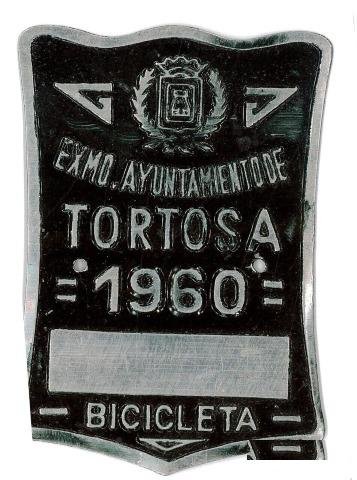 EXMO. AYUNTAMIENTO DE
TORTOSA
=1960=
- BICICLETA -